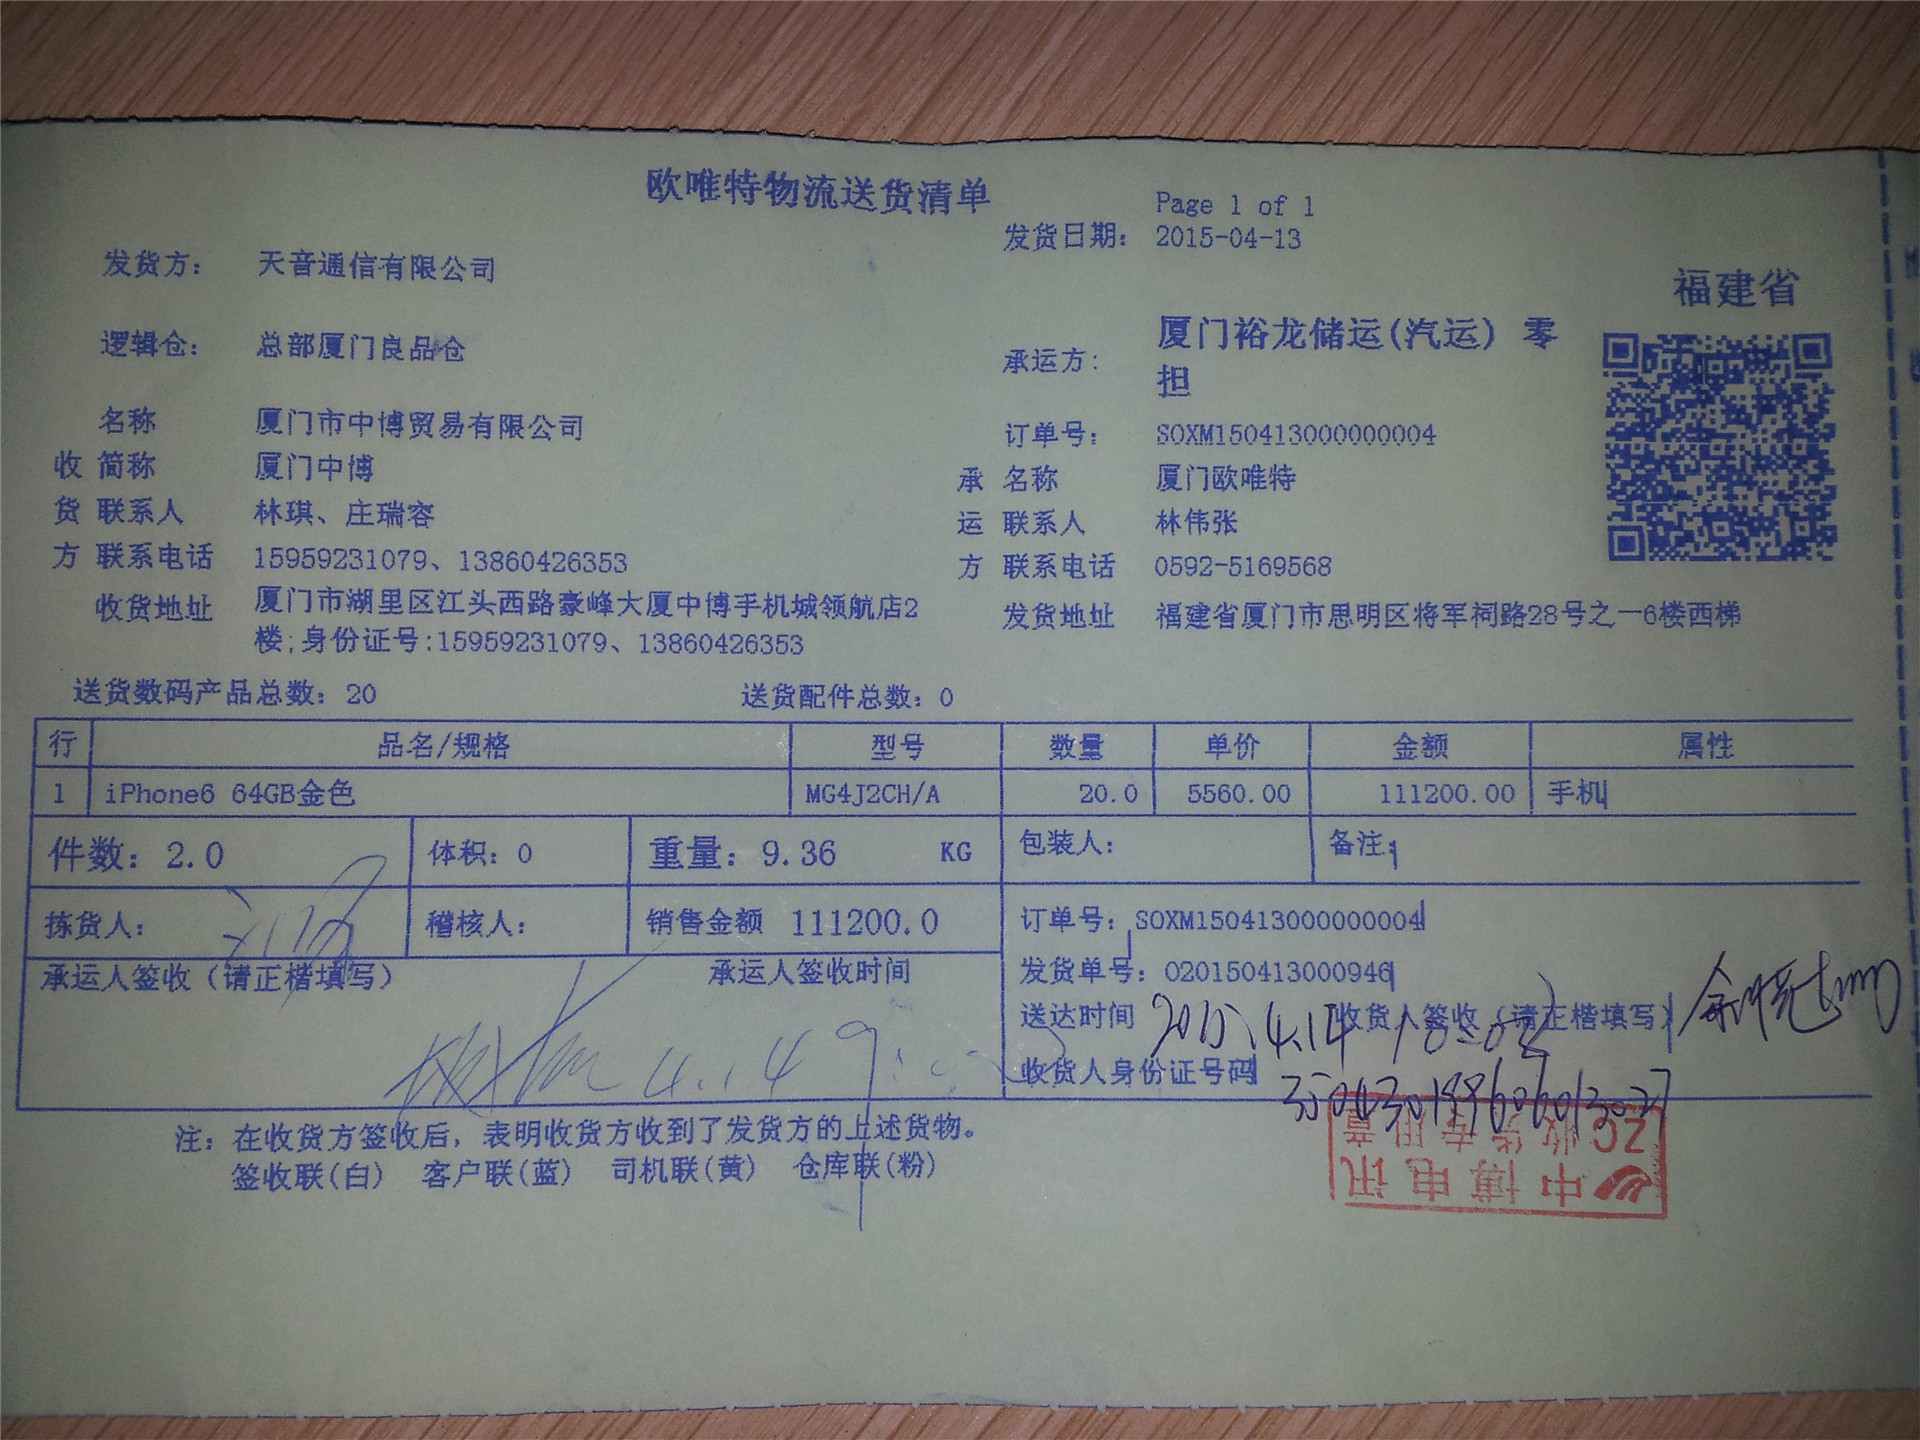 欧唯特物流送货清单
Page 1 of 1
发货日期: 2015-04-13
发货方: 天音通信有限公司
福建省
逻辑仓: 总部厦门良品仓
承运方: 厦门裕龙储运(汽运) 零
担
名称 厦门市中博贸易有限公司
订单号: SOXM150413000000004
收 简称 厦门中博
承 名称 厦门欧唯特
货 联系人 林琪、庄瑞容
运 联系人 林伟张
方 联系电话 15959231079、13860426353
方 联系电话 0592-5169568
收货地址 厦门市湖里区江头西路豪峰大厦中博手机城领航店2
楼;身份证号:15959231079、13860426353
发货地址 福建省厦门市思明区将军祠路28号之一6楼西梯
送货数码产品总数: 20 送货配件总数: 0
行 品名/规格 型号 数量 单价 金额 属性
1 iPhone6 64GB金色 MG4J2CH/A 20.0 5560.00 111200.00 手机
件数: 2.0 体积: 0 重量: 9.36 KG 包装人: 备注:
拣货人: 稽核人: 销售金额 111200.0
订单号: SOXM150413000000004
承运人签收（请正楷填写） 承运人签收时间
4.14
发货单号: 020150413000946
送达时间 2015.4.14 收货人签收（请正楷填写）
收货人身份证号码
注: 在收货方签收后，表明收货方收到了发货方的上述货物。
签收联(白) 客户联(蓝) 司机联(黄) 仓库联(粉)
中博电讯
ZC 收货专用章